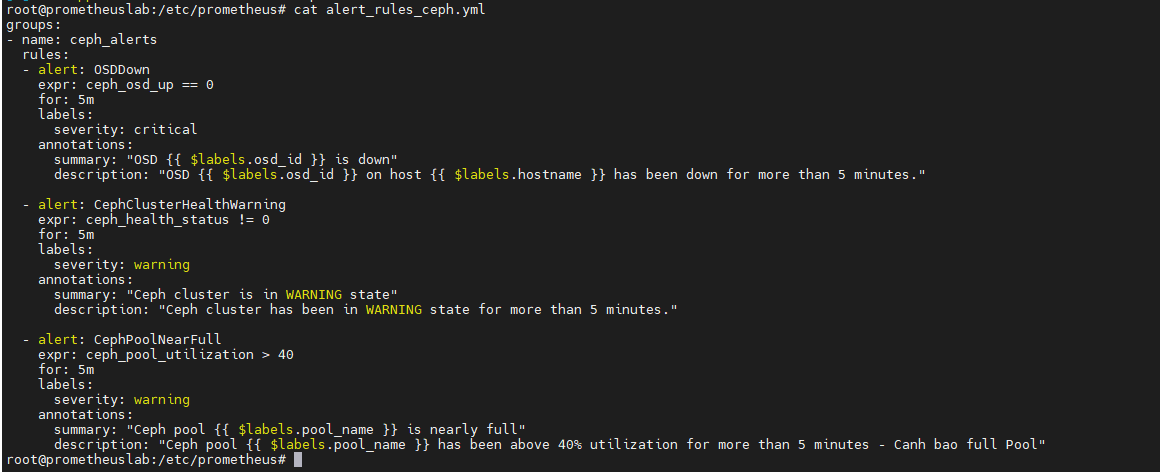 root@prometheuslab:/etc/prometheus# cat alert_rules_ceph.yml
groups:
- name: ceph_alerts
  rules:
  - alert: OSDDown
    expr: ceph_osd_up == 0
    for: 5m
    labels:
      severity: critical
    annotations:
      summary: "OSD {{ $labels.osd_id }} is down"
      description: "OSD {{ $labels.osd_id }} on host {{ $labels.hostname }} has been down for more than 5 minutes."

  - alert: CephClusterHealthWarning
    expr: ceph_health_status != 0
    for: 5m
    labels:
      severity: warning
    annotations:
      summary: "Ceph cluster is in WARNING state"
      description: "Ceph cluster has been in WARNING state for more than 5 minutes."

  - alert: CephPoolNearFull
    expr: ceph_pool_utilization > 40
    for: 5m
    labels:
      severity: warning
    annotations:
      summary: "Ceph pool {{ $labels.pool_name }} is nearly full"
      description: "Ceph pool {{ $labels.pool_name }} has been above 40% utilization for more than 5 minutes - Canh bao full Pool"
root@prometheuslab:/etc/prometheus#